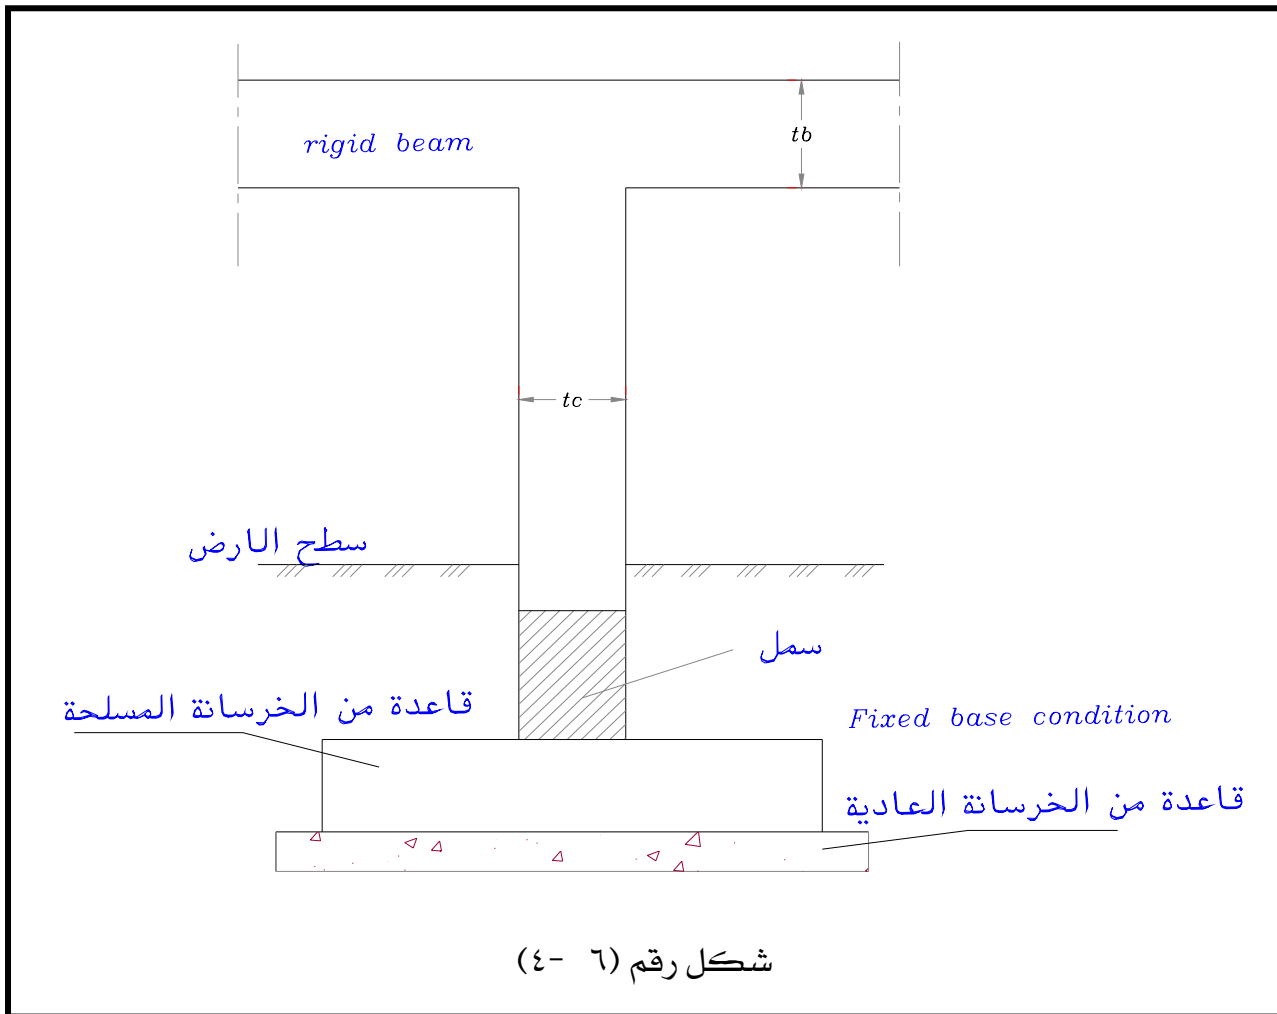 rigid beam
tb
tc
سطح الارض
سمل
قاعدة من الخرسانة المسلحة
Fixed base condition
قاعدة من الخرسانة العادية
شكل رقم (٦ -٤)